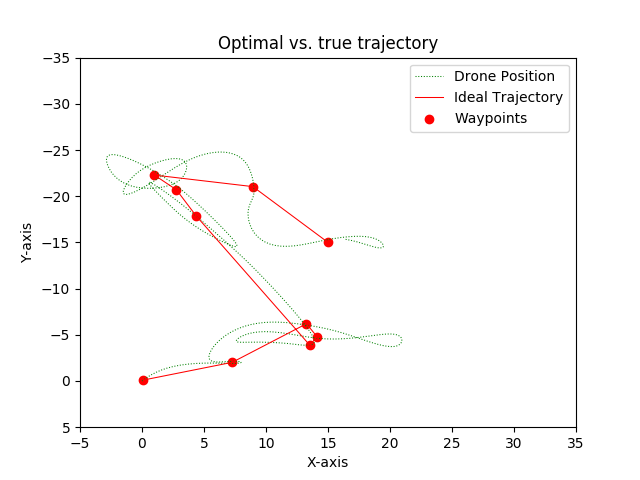 Optimal vs. true trajectory
Drone Position
Ideal Trajectory
Waypoints
Y-axis
−35
−30
−25
−20
−15
−10
−5
0
5
−5 0 5 10 15 20 25 30 35
X-axis